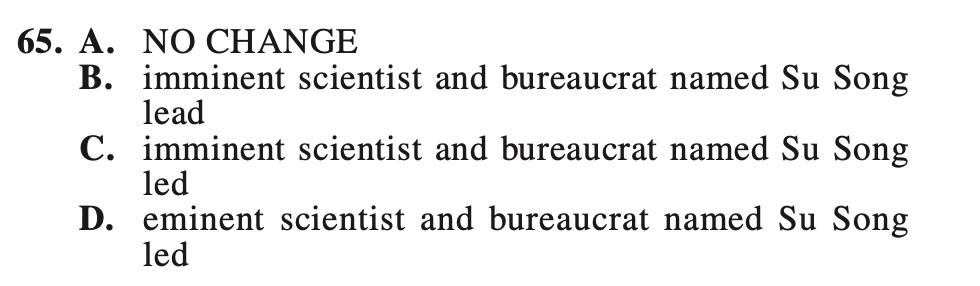 65. A. NO CHANGE
B. imminent scientist and bureaucrat named Su Song
lead
C. imminent scientist and bureaucrat named Su Song
led
D. eminent scientist and bureaucrat named Su Song
led